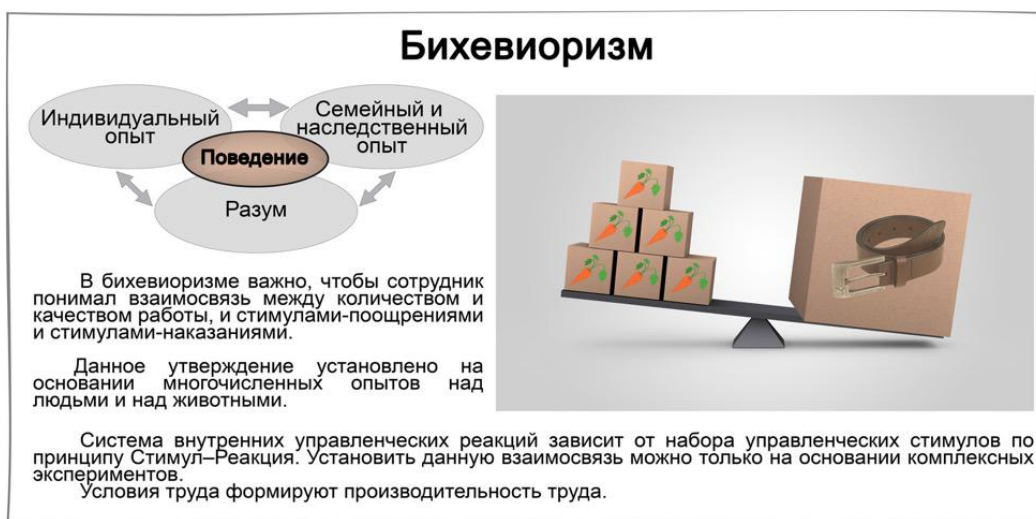 Бихевиоризм
Индивидуальный
опыт
Семейный и
наследственный
опыт
Поведение
Разум
В бихевиоризме важно, чтобы сотрудник
понимал взаимосвязь между количеством и
качеством работы, и стимулами-поощрениями
и стимулами-наказаниями.
Данное утверждение установлено на
основании многочисленных опытов над
людьми и над животными.
Система внутренних управленческих реакций зависит от набора управленческих стимулов по
принципу Стимул–Реакция. Установить данную взаимосвязь можно только на основании комплексных
экспериментов.
Условия труда формируют производительность труда.